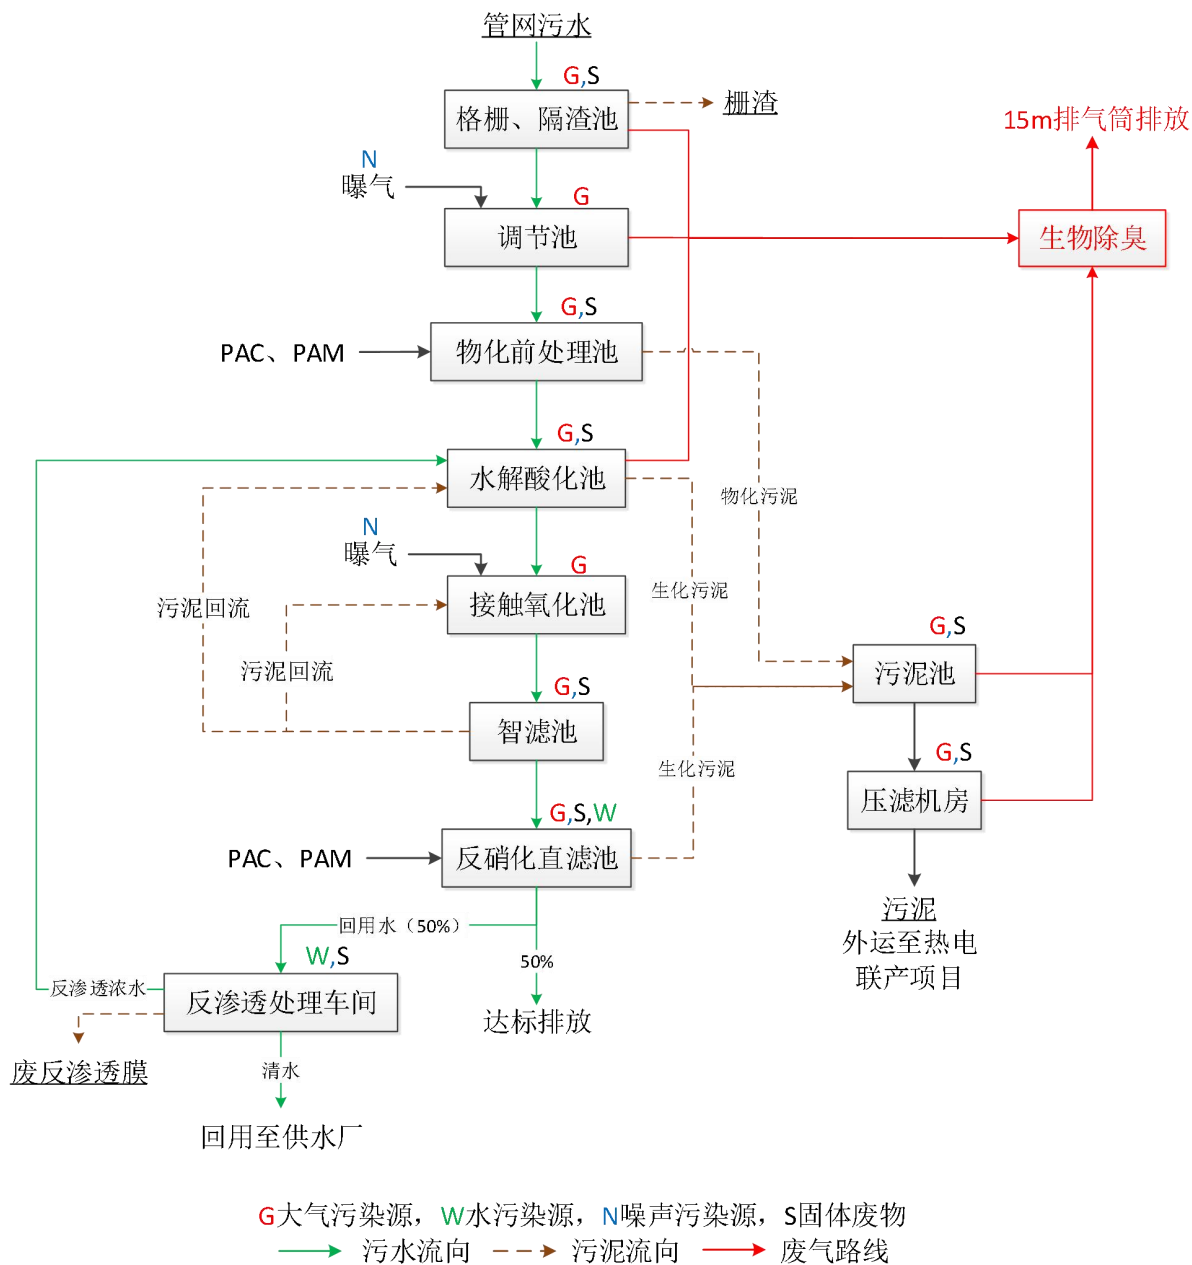 管网污水
G,S
格栅、隔渣池
栅渣
15m排气筒排放
N
曝气
G
调节池
生物除臭
G,S
PAC、PAM
物化前处理池
G,S
水解酸化池
物化污泥
N
曝气
G
接触氧化池
生化污泥
污泥回流
污泥回流
G,S
污泥池
G,S
智滤池
生化污泥
G,S
压滤机房
G,S,W
PAC、PAM
反硝化直滤池
污泥
外运至热电
联产项目
回用水（50%）
50%
W,S
反渗透浓水
反渗透处理车间
达标排放
废反渗透膜
清水
回用至供水厂
G大气污染源，W水污染源，N噪声污染源，S固体废物
污水流向 污泥流向 废气路线